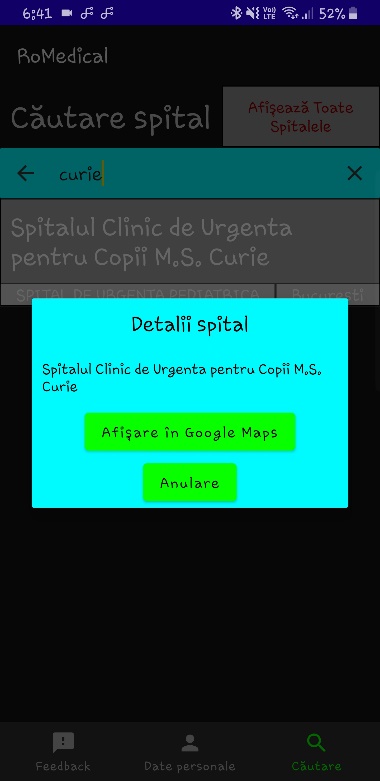 6:41
VoLTE 52%
RoMedical
Căutare spital
Afișează Toate
Spitalele
curie
Spitalul Clinic de Urgenta
pentru Copii M.S. Curie
SPITAL DE URGENTA PEDIATRICA
Bucuresti
Detalii spital
Spitalul Clinic de Urgenta pentru Copii M.S.
Curie
Afișare în Google Maps
Anulare
Feedback
Date personale
Căutare